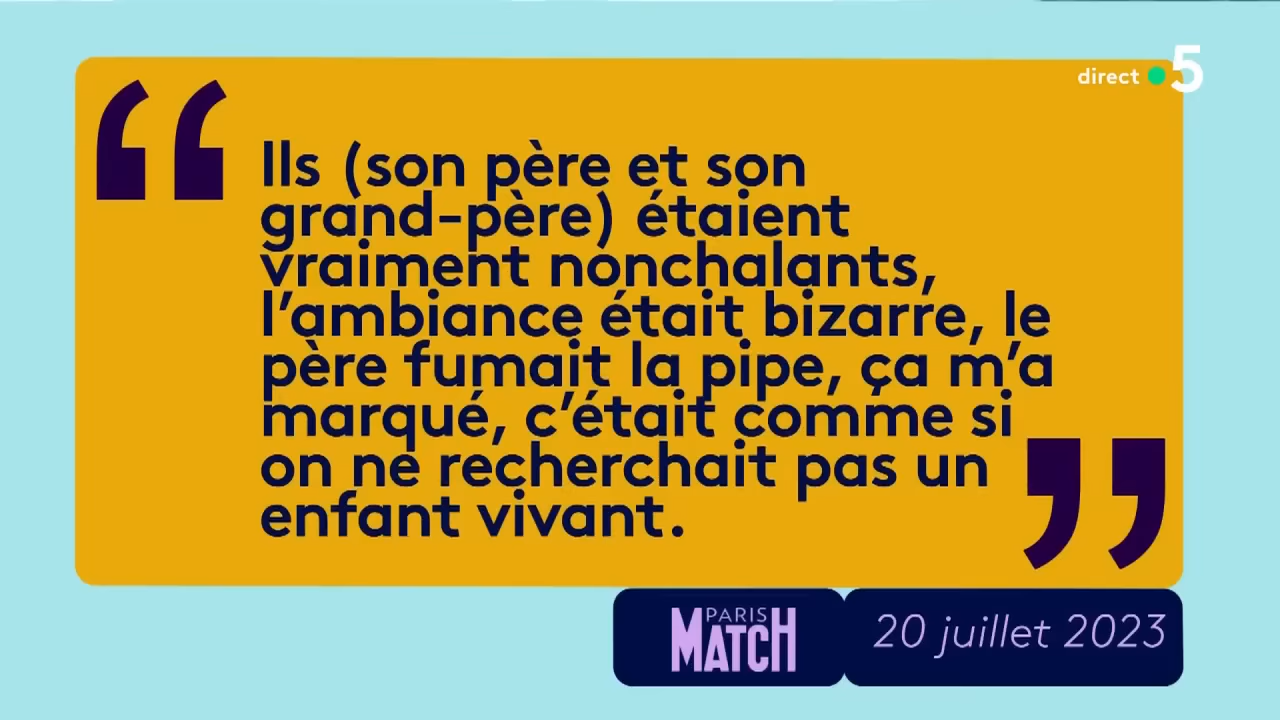 direct 5
“
Ils (son père et son
grand-père) étaient
vraiment nonchalants,
l’ambiance était bizarre, le
père fumait la pipe, ça m’a
marqué, c’était comme si
on ne recherchait pas un
enfant vivant.
”
PARIS
MATCH
20 juillet 2023